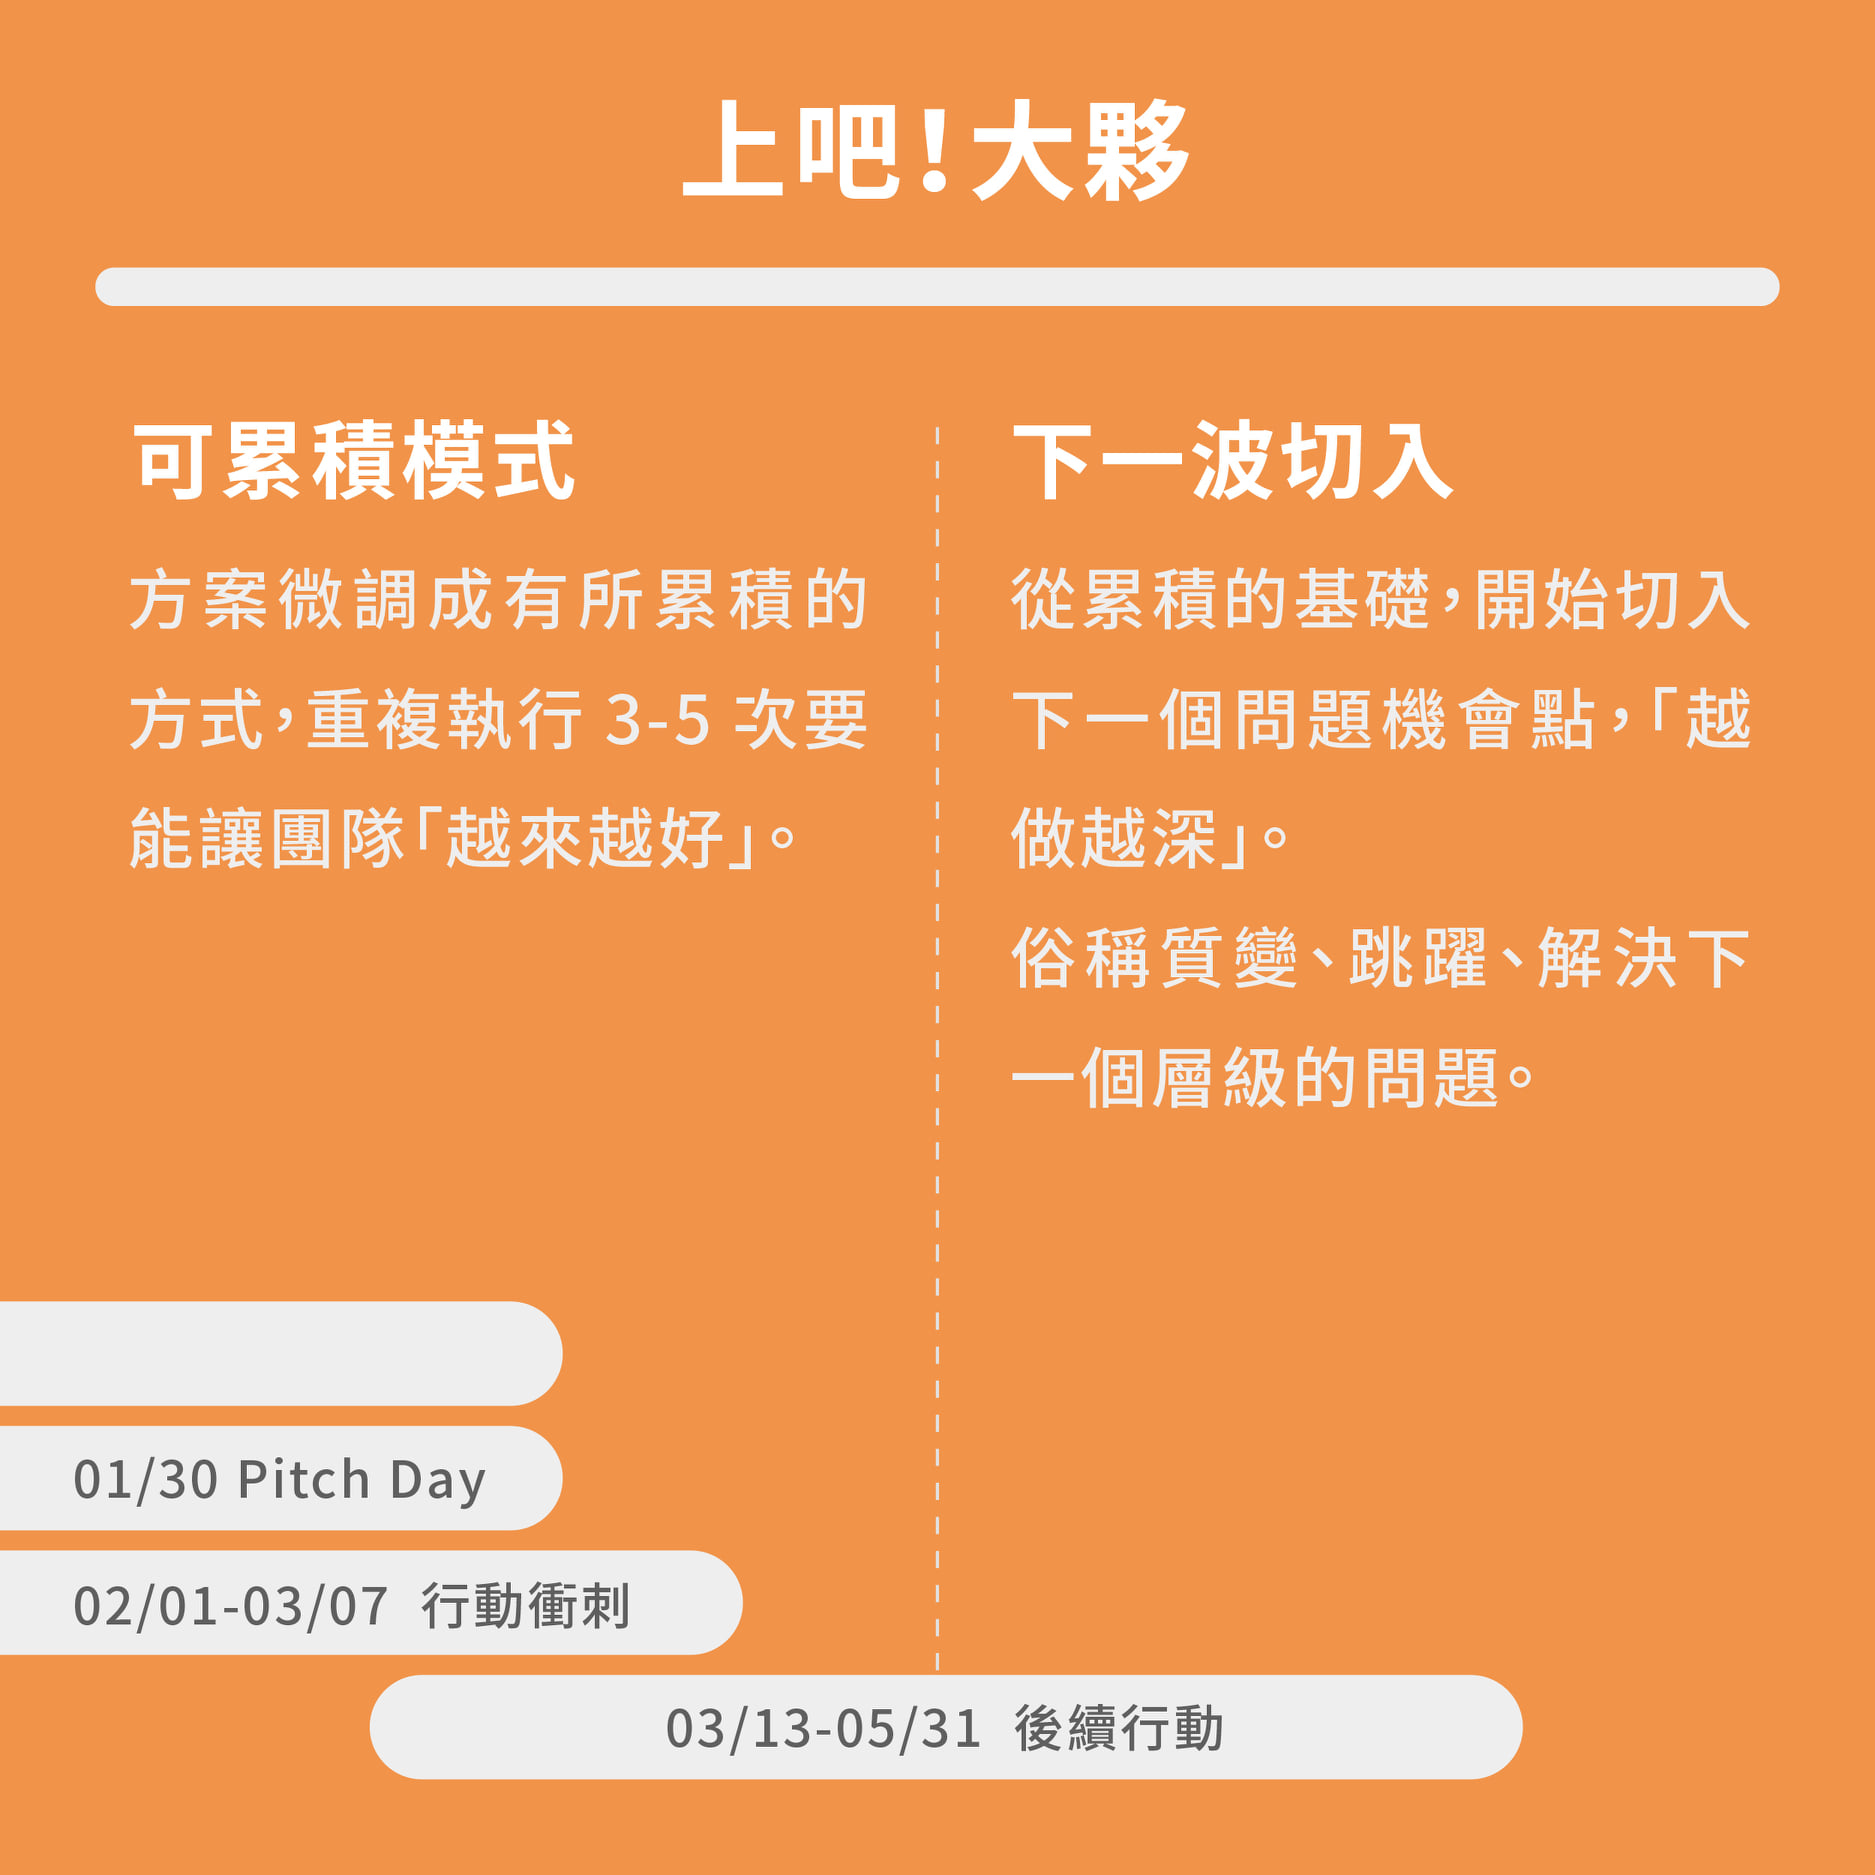 上吧！大夥
可累積模式
方案微調成有所累積的
方式，重複執行 3-5 次要
能讓團隊「越來越好」。
下一波切入
從累積的基礎，開始切入
下一個問題機會點，「越
做越深」。
俗稱質變、跳躍、解決下
一個層級的問題。
01/30 Pitch Day
02/01-03/07 行動衝刺
03/13-05/31 後續行動